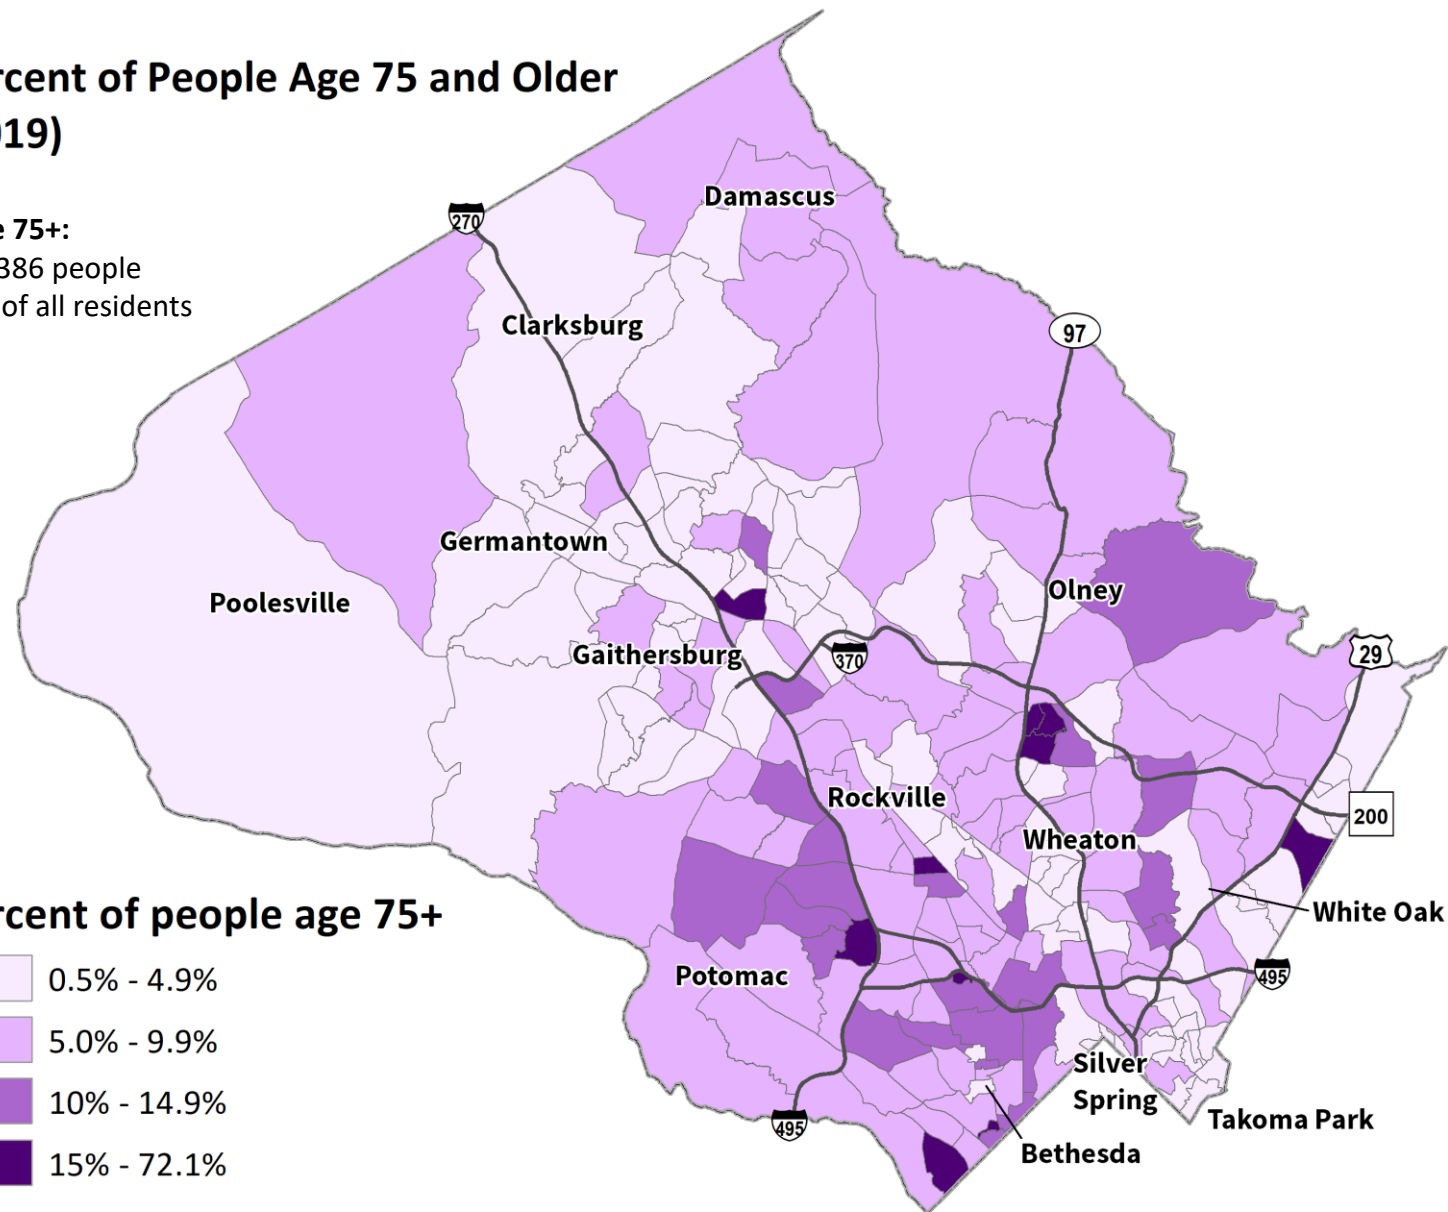 rcent of People Age 75 and Older
19)
75+:
386 people
of all residents
270
Damascus
Clarksburg
97
Germantown
Poolesville
Olney
Gaithersburg
370
29
Rockville
200
Wheaton
White Oak
Potomac
495
Silver
Spring
Takoma Park
495
Bethesda
rcent of people age 75+
0.5% - 4.9%
5.0% - 9.9%
10% - 14.9%
15% - 72.1%